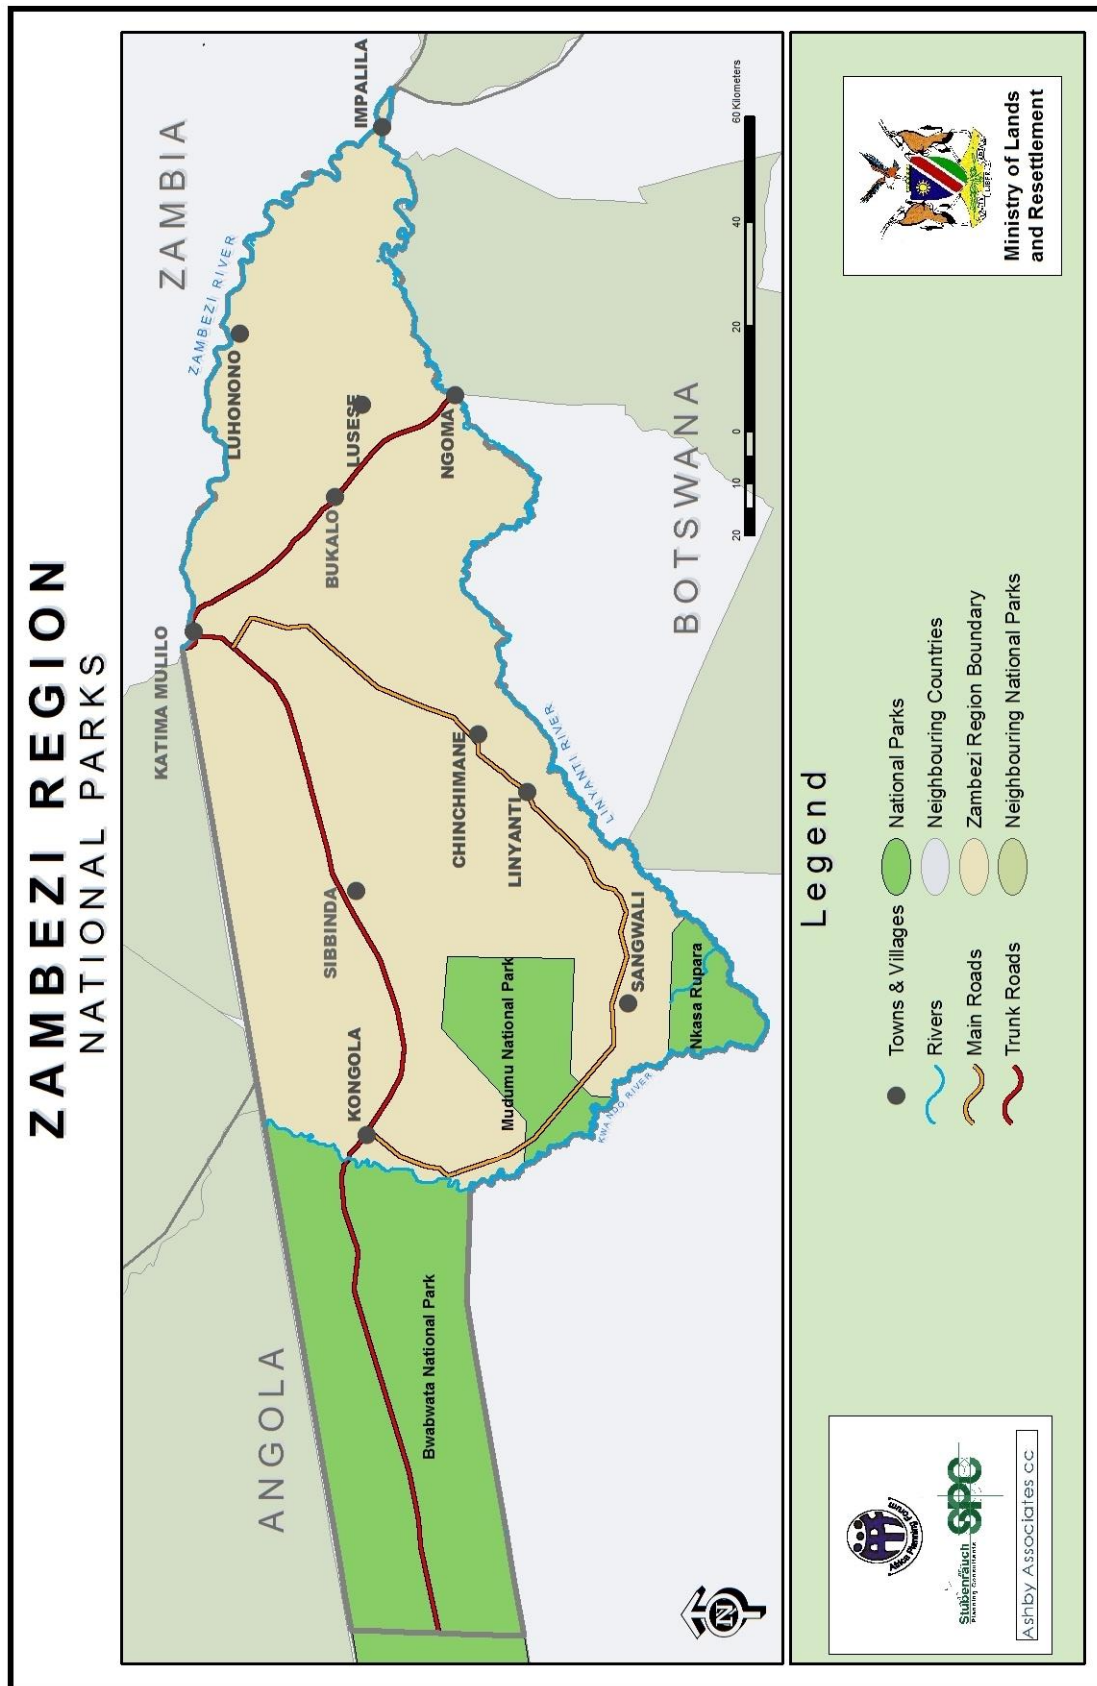 ZAMBEZI REGION
NATIONAL PARKS
ANGOLA
ZAMBIA
BOTSWANA
KATIMA MULILO
ZAMBEZI RIVER
IMPALILA
LUHONONO
LUSESE
BUKALO
NGOMA
KONGOLA
SIBBINDA
CHINCHIMANE
LINYANTI
LINYANTI RIVER
SANGWALI
Bwabwata National Park
Mudumu National Park
Nkasa Rupara
KWANDO RIVER
N
20 10 0 20 40 60 Kilometers
Legend
Towns & Villages
Rivers
Main Roads
Trunk Roads
National Parks
Neighbouring Countries
Zambezi Region Boundary
Neighbouring National Parks
Africa Planning Forum
Stubenrauch
Planning Consultants
SPC
Ashby Associates cc
Ministry of Lands
and Resettlement